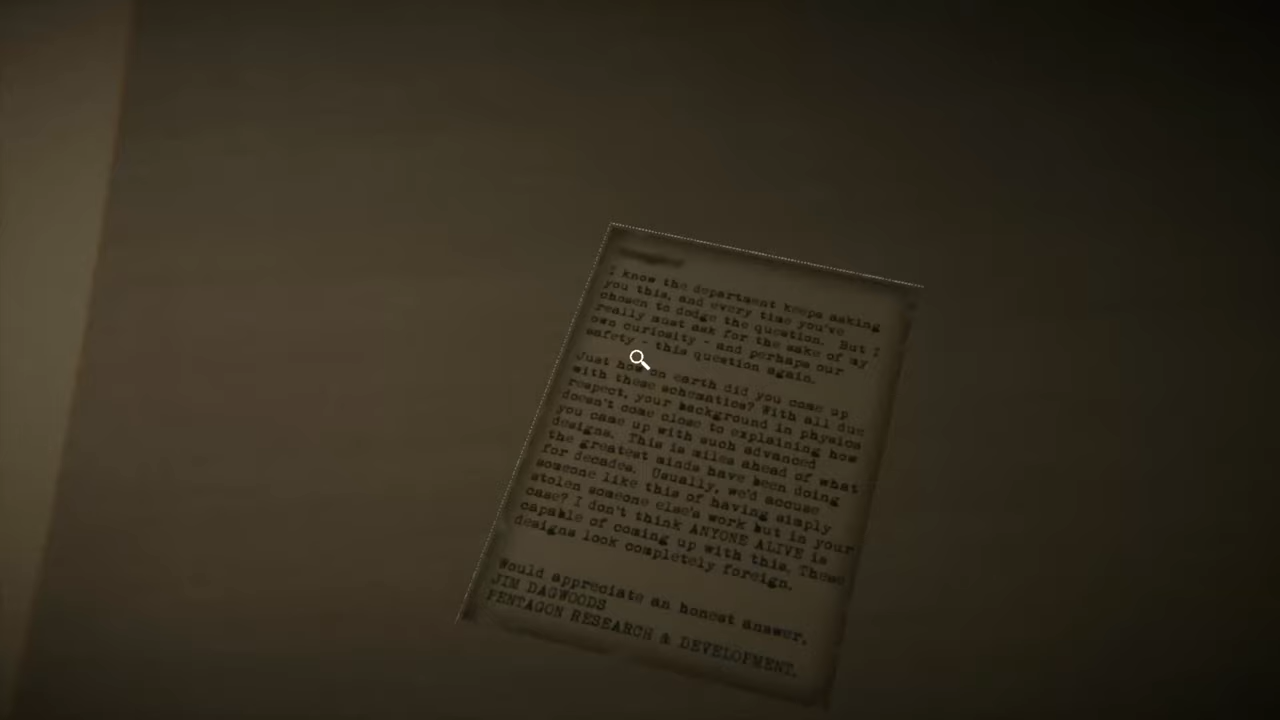 I know the department keeps asking
you this, and every time you've
chosen to dodge the question. But I
really must ask for the sake of my
own curiosity - and perhaps our
safety - this question again.
Just how on earth did you come up
with these schematics? With all due
respect, your background in physics
doesn't come close to explaining how
you came up with such advanced
designs. This is miles ahead of what
the greatest minds have been doing
for decades. Usually, we'd accuse
someone like this of having simply
stolen someone else's work but in your
case? I don't think ANYONE ALIVE is
capable of coming up with this. These
designs look completely foreign.
Would appreciate an honest answer,
JIM DAGWOODS
PENTAGON RESEARCH & DEVELOPMENT.